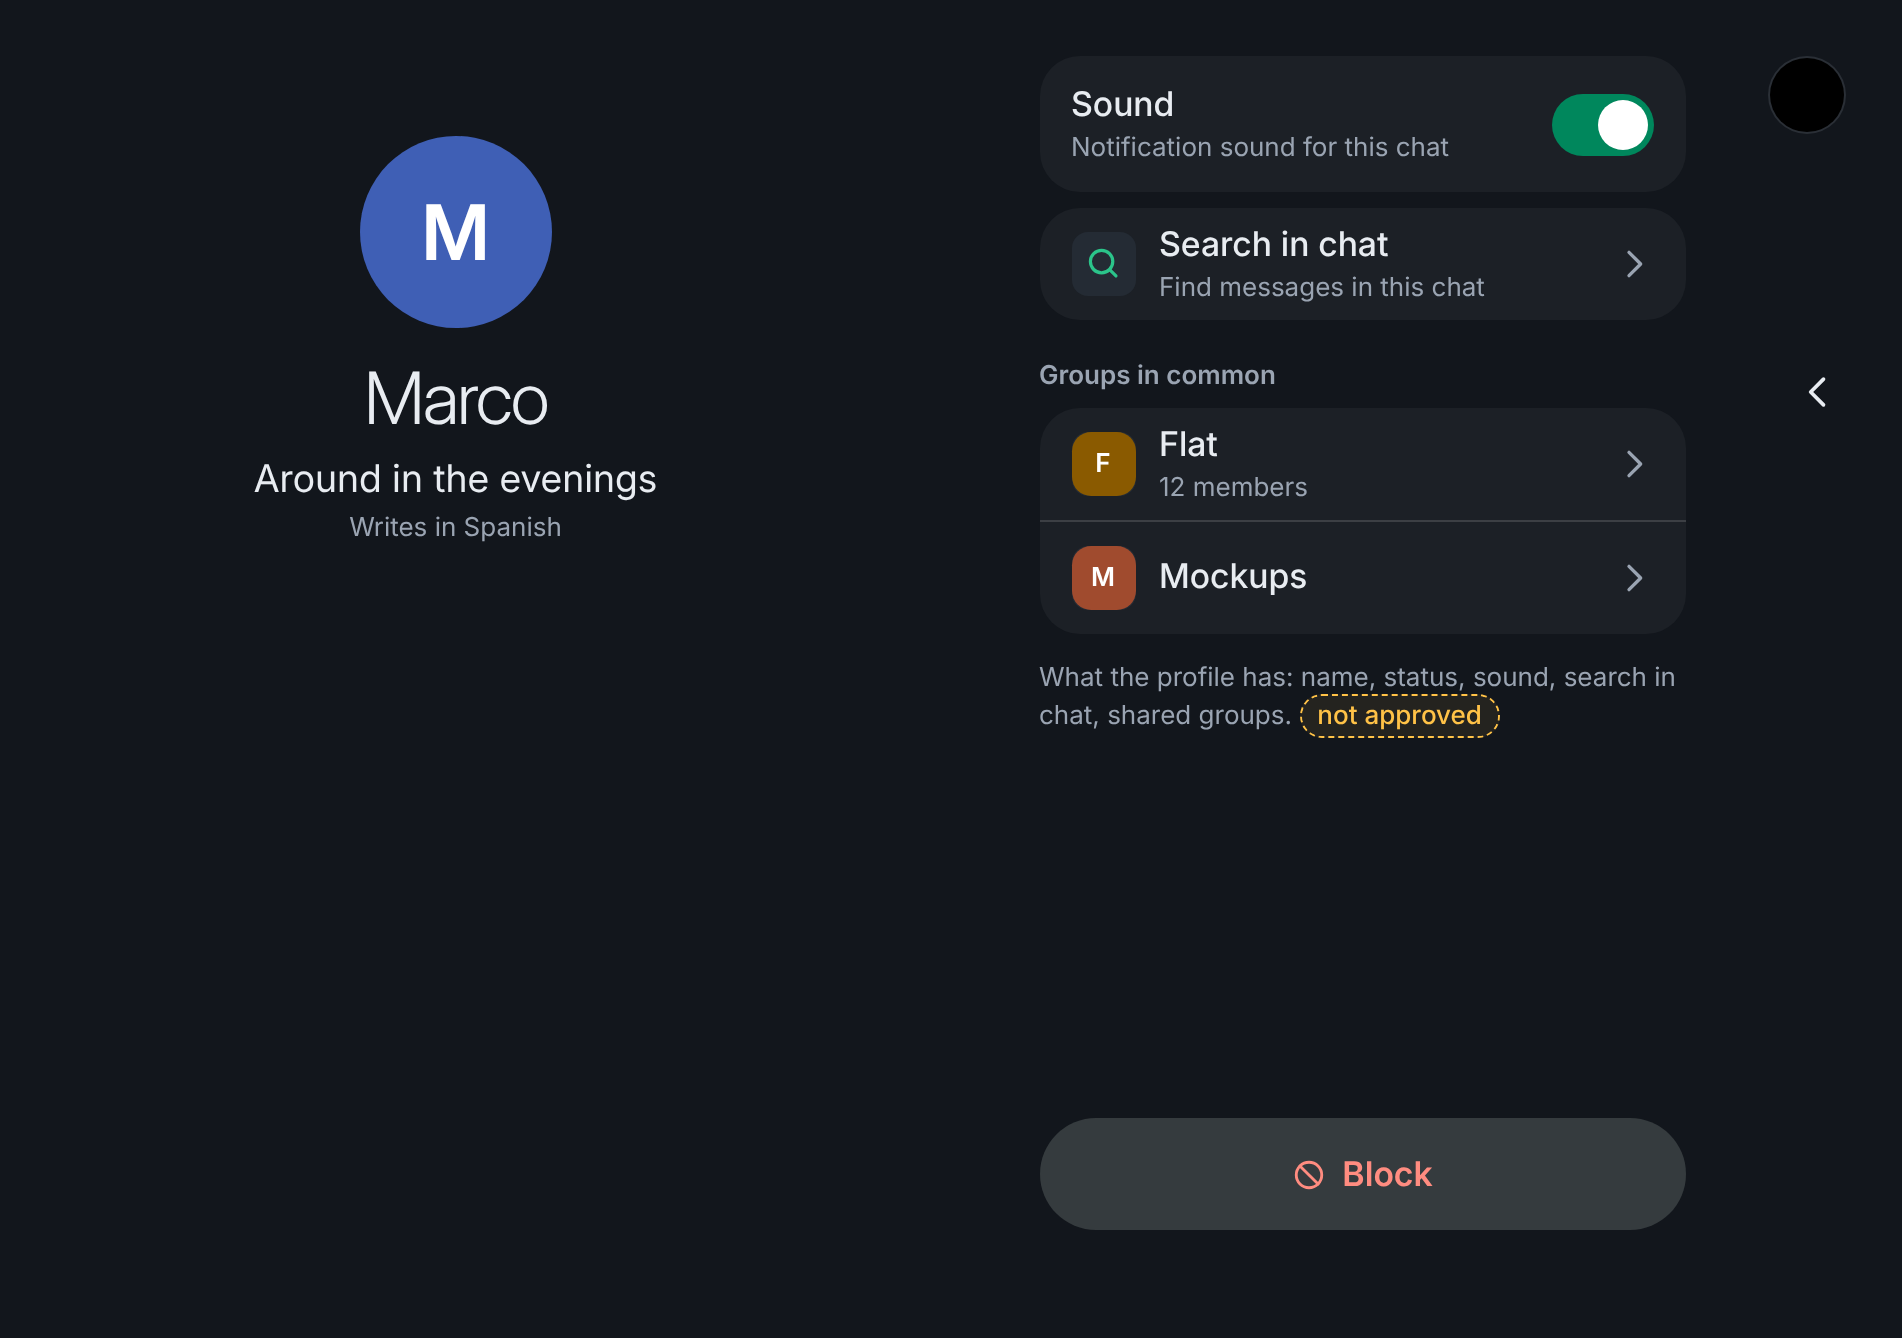 M
Marco
Around in the evenings
Writes in Spanish
Sound
Notification sound for this chat
Search in chat
Find messages in this chat
Groups in common
F
Flat
12 members
M
Mockups
What the profile has: name, status, sound, search in
chat, shared groups. not approved
Block